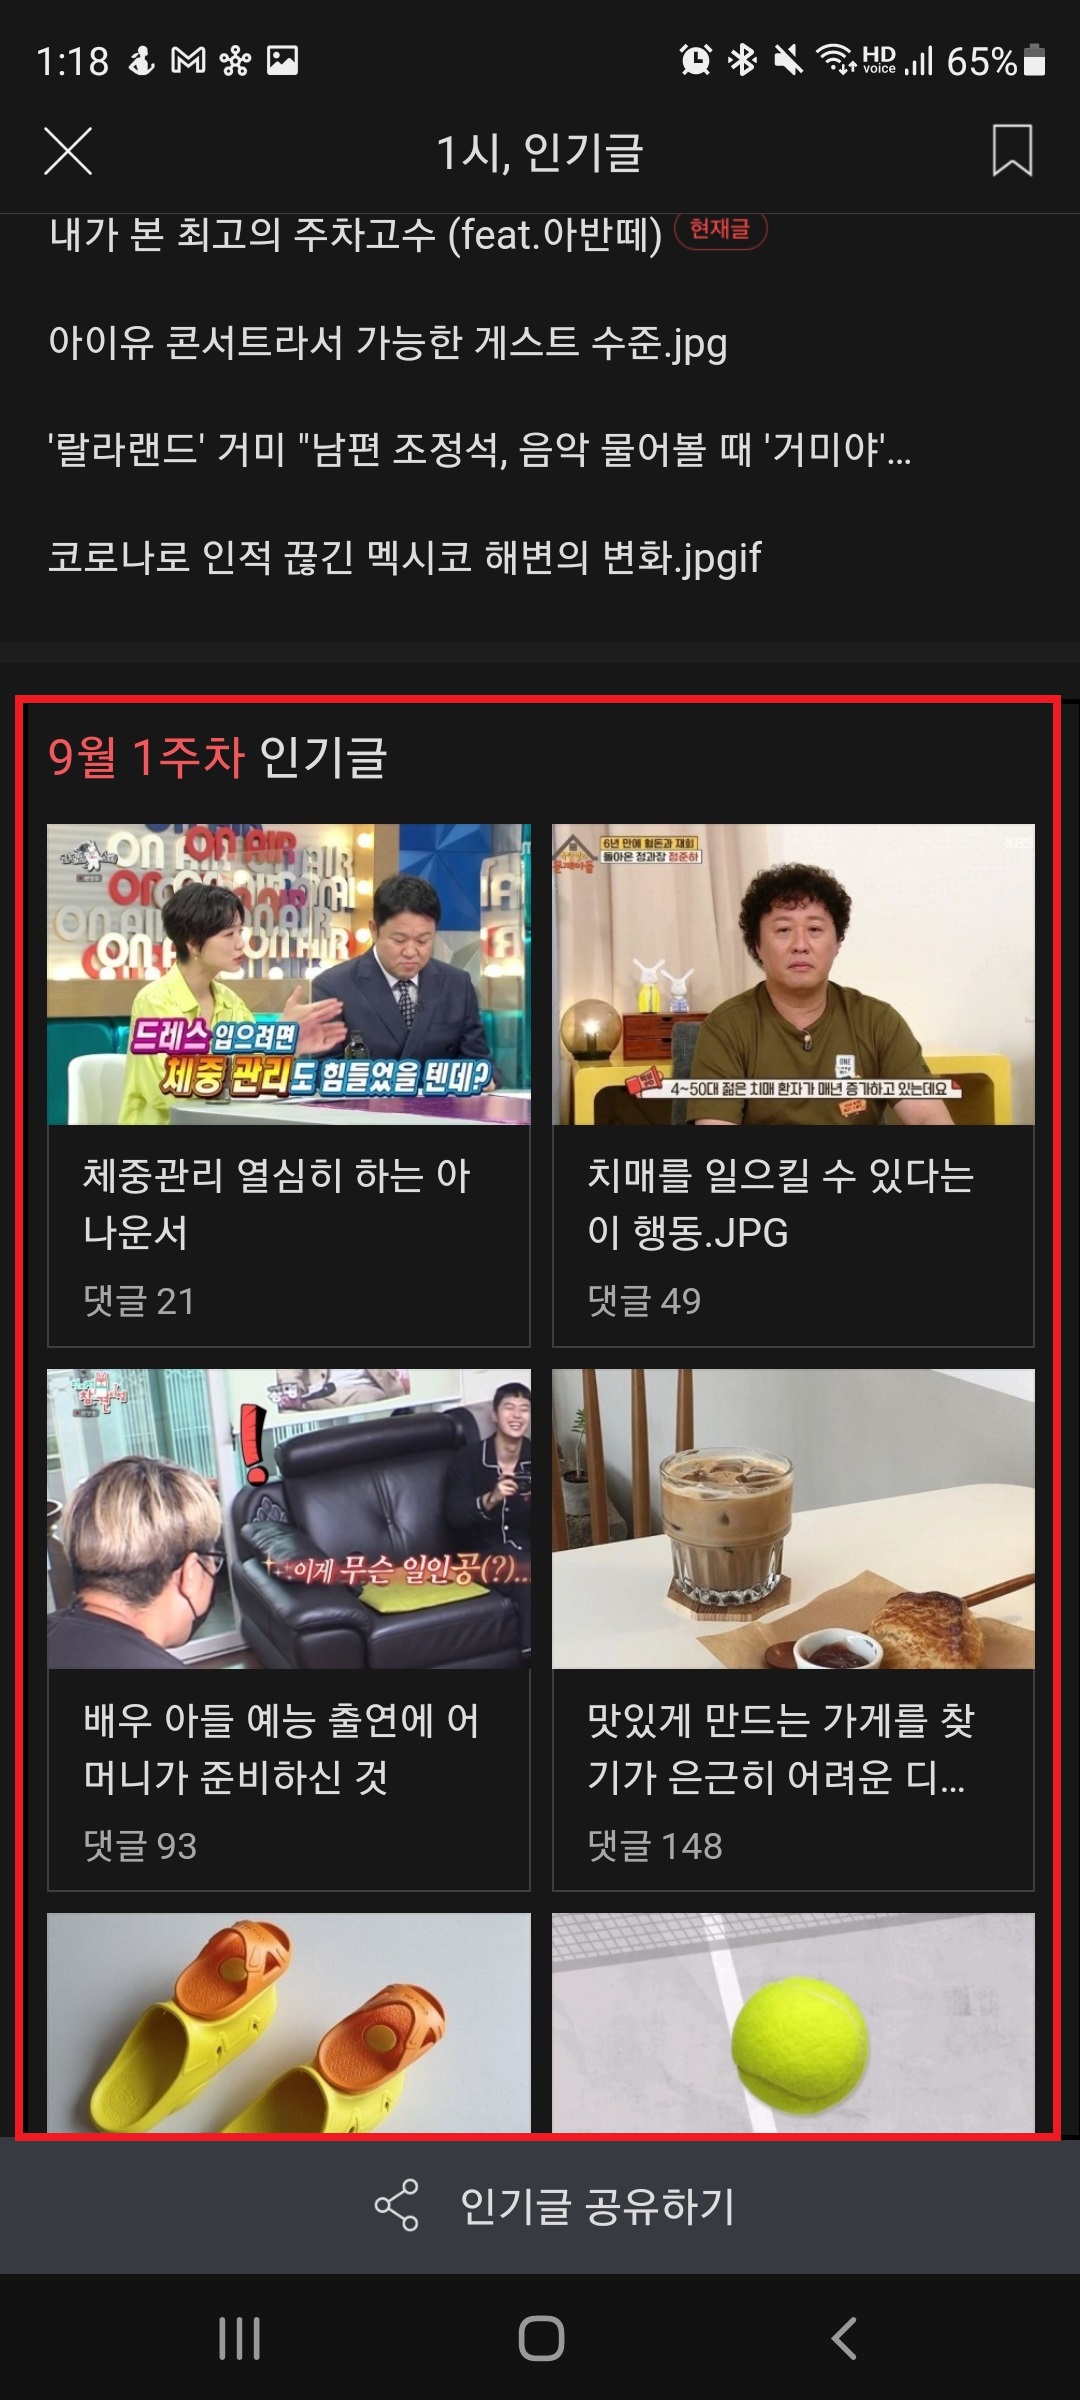 1:18
HD voice
65%
1시, 인기글
내가 본 최고의 주차고수 (feat.아반떼) 현재글
아이유 콘서트라서 가능한 게스트 수준.jpg
'랄라랜드' 거미 "남편 조정석, 음악 물어볼 때 '거미야'...
코로나로 인적 끊긴 멕시코 해변의 변화.jpgif
9월 1주차 인기글
ON AIR
드레스 입으려면
체중 관리도 힘들었을 텐데?
6년 만에 형돈과 재회
돌아온 정과장 정준하
KBS
4~50대 젊은 치매 환자가 매년 증가하고 있는데요
체중관리 열심히 하는 아
나운서
댓글 21
치매를 일으킬 수 있다는
이 행동.JPG
댓글 49
!
이게 무슨 일인공(?)..
배우 아들 예능 출연에 어
머니가 준비하신 것
댓글 93
맛있게 만드는 가게를 찾
기가 은근히 어려운 디...
댓글 148
인기글 공유하기